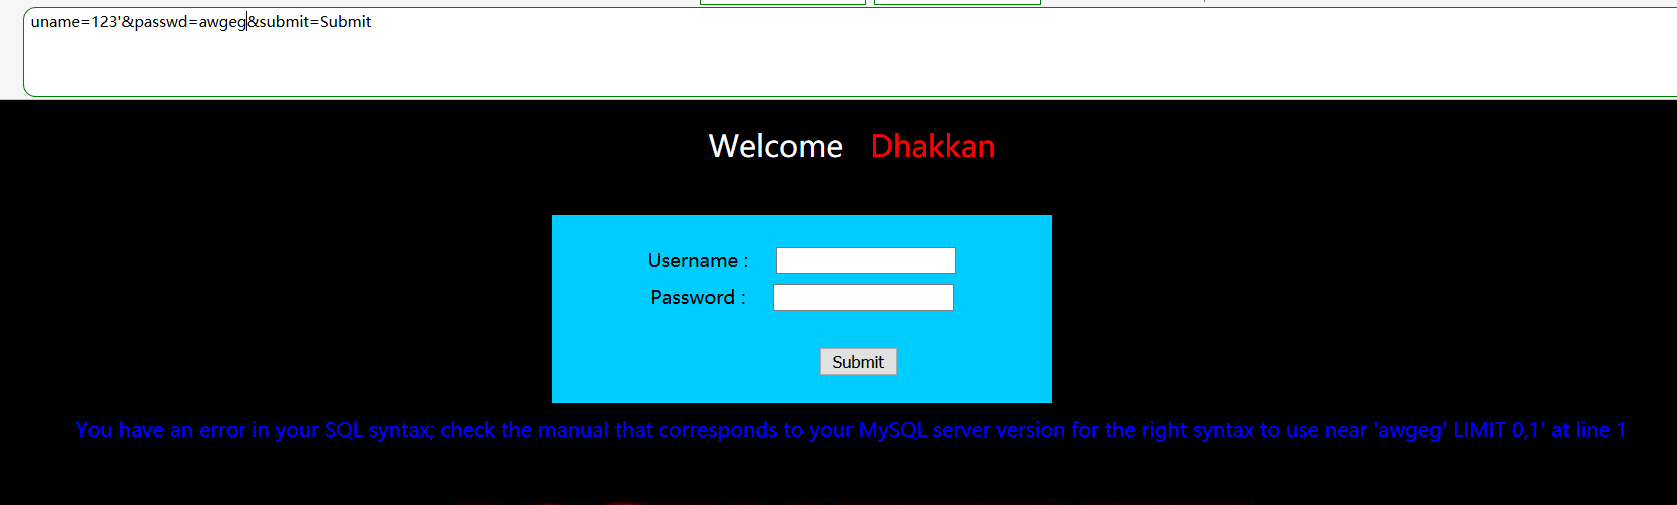 uname=123'&passwd=awgeg&submit=Submit
Welcome Dhakkan
Username :
Password :
Submit
You have an error in your SQL syntax; check the manual that corresponds to your MySQL server version for the right syntax to use near 'awgeg' LIMIT 0,1' at line 1